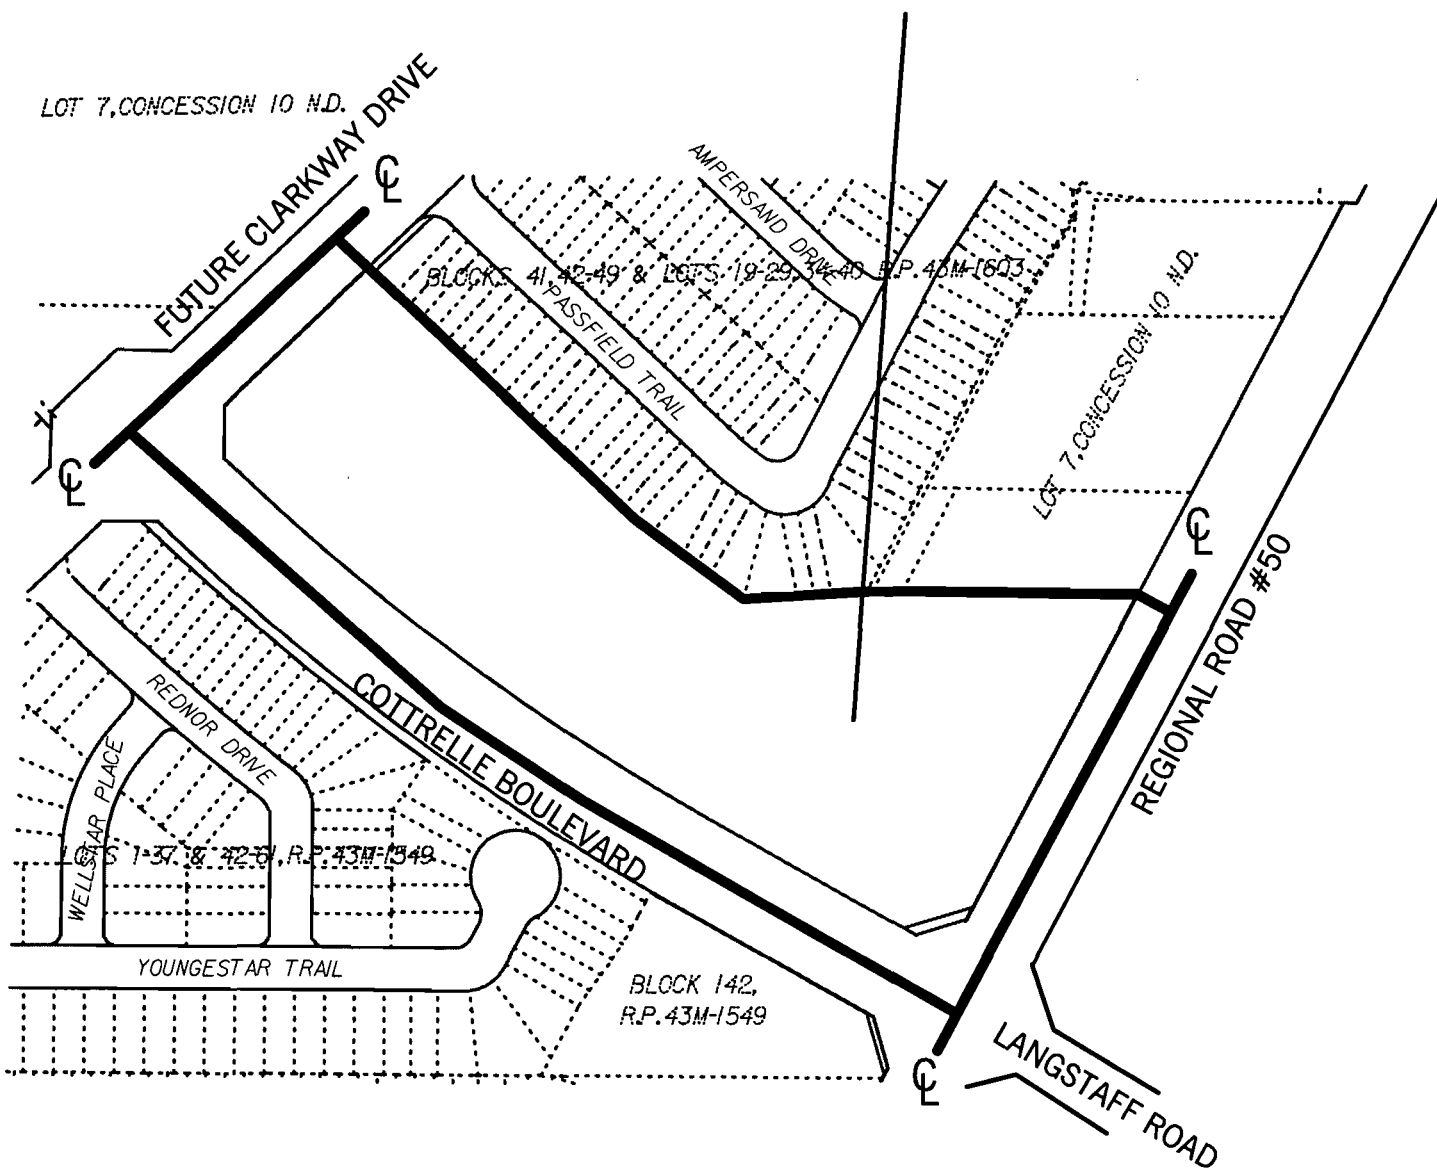 LOT 7, CONCESSION 10 N.D.
FUTURE CLARKWAY DRIVE
℄
AMPERSAND DRIVE
BLOCKS 41, 42-49 & LOTS 19-29, 34-40 R.P. 43M-1603
PASSFIELD TRAIL
LOT 7, CONCESSION 10 N.D.
℄
℄
REGIONAL ROAD #50
COTTRELLE BOULEVARD
REDNOR DRIVE
WELLSTAR PLACE
LOTS 1-37 & 42-61, R.P. 43M-1549
YOUNGESTAR TRAIL
BLOCK 142,
R.P. 43M-1549
℄
LANGSTAFF ROAD